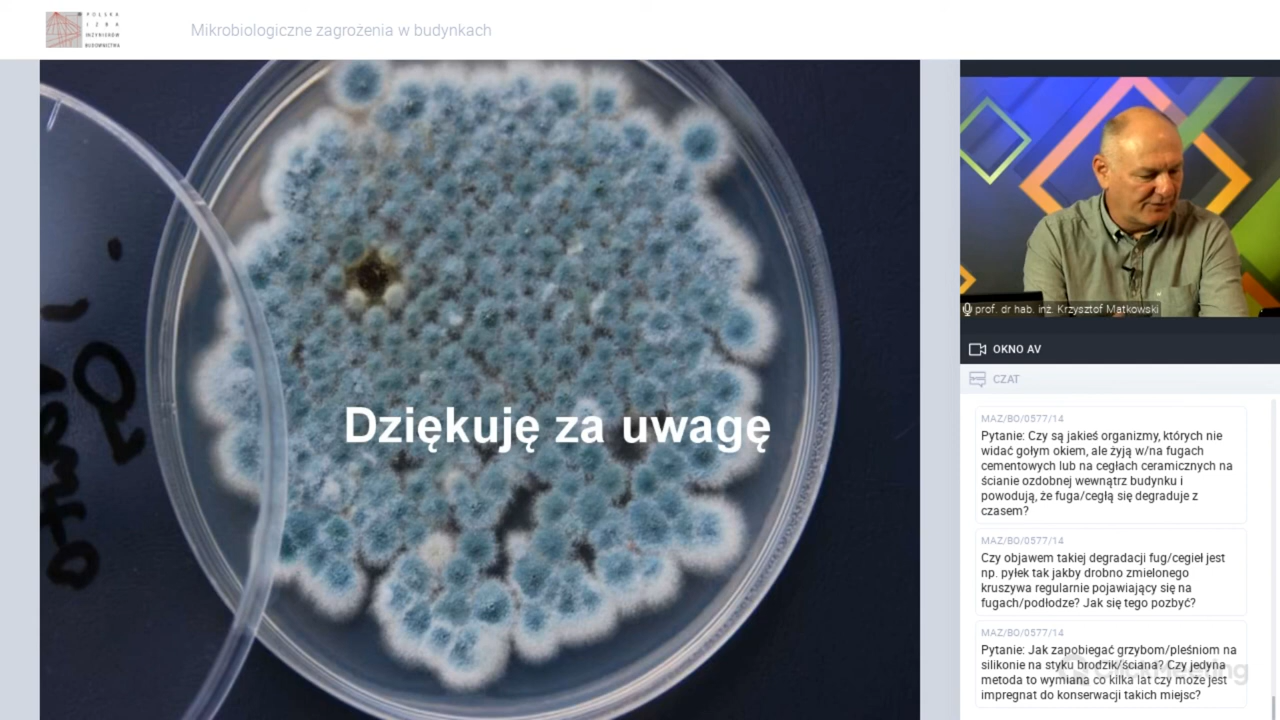 POLSKA
IZBA
INŻYNIERÓW
BUDOWNICTWA
Mikrobiologiczne zagrożenia w budynkach
Dziękuję za uwagę
prof. dr hab. inż. Krzysztof Matkowski
OKNO AV
CZAT
MAZ/BO/0577/14
Pytanie: Czy są jakieś organizmy, których nie
widać gołym okiem, ale żyją w/na fugach
cementowych lub na cegłach ceramicznych na
ścianie ozdobnej wewnątrz budynku i
powodują, że fuga/cegłą się degraduje z
czasem?
MAZ/BO/0577/14
Czy objawem takiej degradacji fug/cegieł jest
np. pyłek tak jakby drobno zmielonego
kruszywa regularnie pojawiający się na
fugach/podłodze? Jak się tego pozbyć?
MAZ/BO/0577/14
Pytanie: Jak zapobiegać grzybom/pleśniom na
silikonie na styku brodzik/ściana? Czy jedyna
metoda to wymiana co kilka lat czy może jest
impregnat do konserwacji takich miejsc?